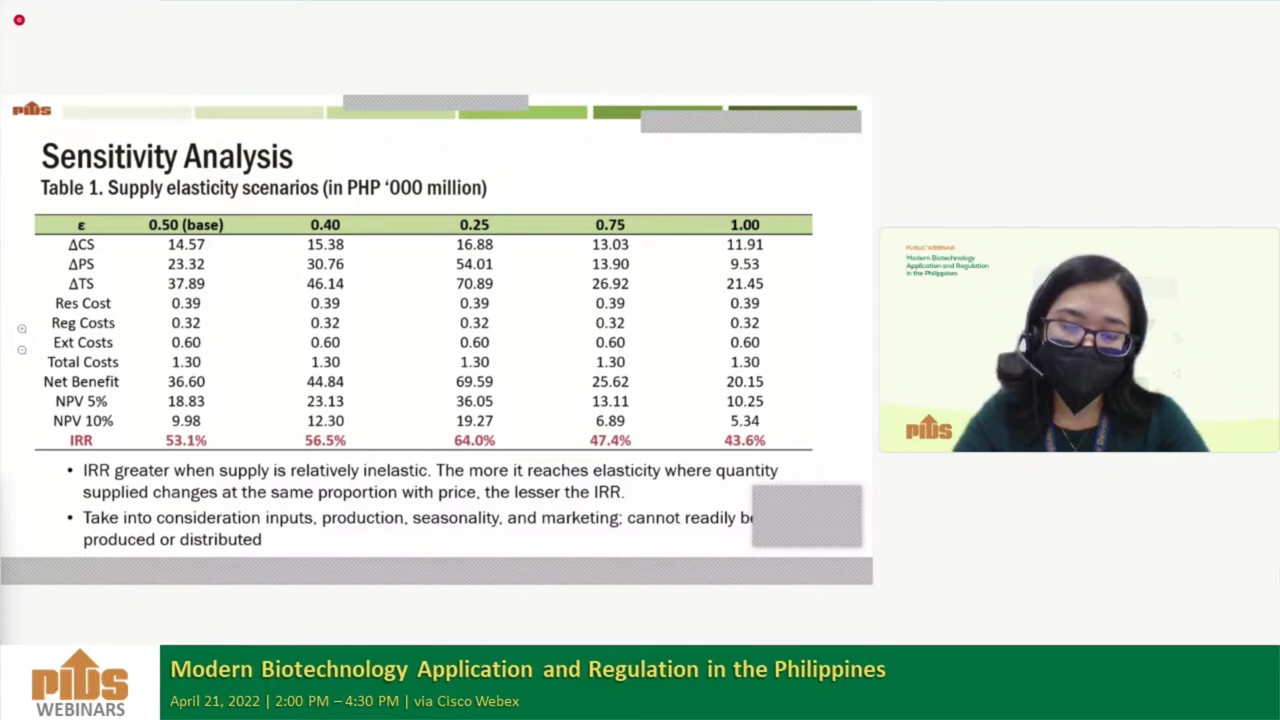 PIDS
Sensitivity Analysis
Table 1. Supply elasticity scenarios (in PHP ‘000 million)
ε 0.50 (base) 0.40 0.25 0.75 1.00
ΔCS 14.57 15.38 16.88 13.03 11.91
ΔPS 23.32 30.76 54.01 13.90 9.53
ΔTS 37.89 46.14 70.89 26.92 21.45
Res Cost 0.39 0.39 0.39 0.39 0.39
Reg Costs 0.32 0.32 0.32 0.32 0.32
Ext Costs 0.60 0.60 0.60 0.60 0.60
Total Costs 1.30 1.30 1.30 1.30 1.30
Net Benefit 36.60 44.84 69.59 25.62 20.15
NPV 5% 18.83 23.13 36.05 13.11 10.25
NPV 10% 9.98 12.30 19.27 6.89 5.34
IRR 53.1% 56.5% 64.0% 47.4% 43.6%
• IRR greater when supply is relatively inelastic. The more it reaches elasticity where quantity
supplied changes at the same proportion with price, the lesser the IRR.
• Take into consideration inputs, production, seasonality, and marketing; cannot readily be
produced or distributed
PUBLIC WEBINAR
Modern Biotechnology
Application and Regulation
in the Philippines
PIDS
PIDS
WEBINARS
Modern Biotechnology Application and Regulation in the Philippines
April 21, 2022 | 2:00 PM – 4:30 PM | via Cisco Webex